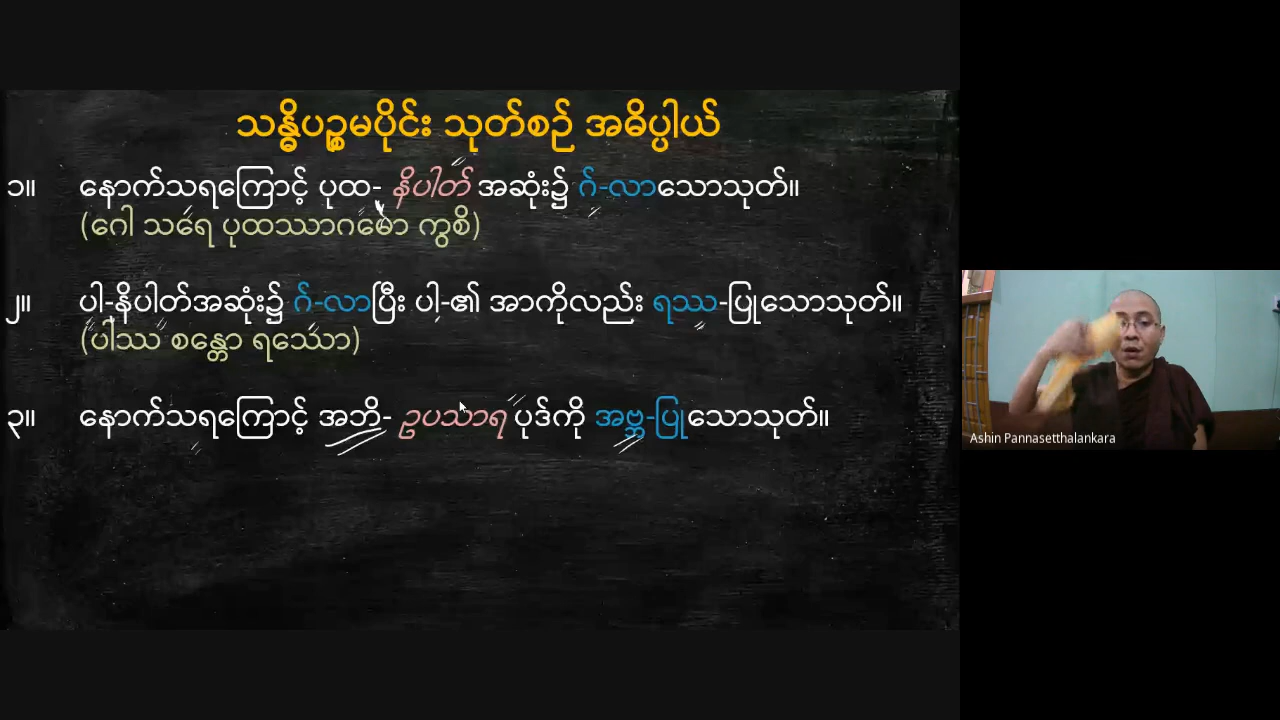 သန္ဓိပဉ္စမပိုင်း သုတ်စဉ် အဓိပ္ပါယ်
၁။ နောက်သရကြောင့် ပုထ- နိပါတ် အဆုံး၌ ဂ်-လာသောသုတ်။
(ဂေါ သရေ ပုထဿာဂမော ကွစိ)
၂။ ပါ-နိပါတ်အဆုံး၌ ဂ်-လာပြီး ပါ-၏ အာကိုလည်း ရဿ-ပြုသောသုတ်။
(ပါဿ စန္တော ရဿော)
၃။ နောက်သရကြောင့် အဘိ- ဥပသာရ ပုဒ်ကို အဗ္ဘ-ပြုသောသုတ်။
Ashin Pannasetthalankara